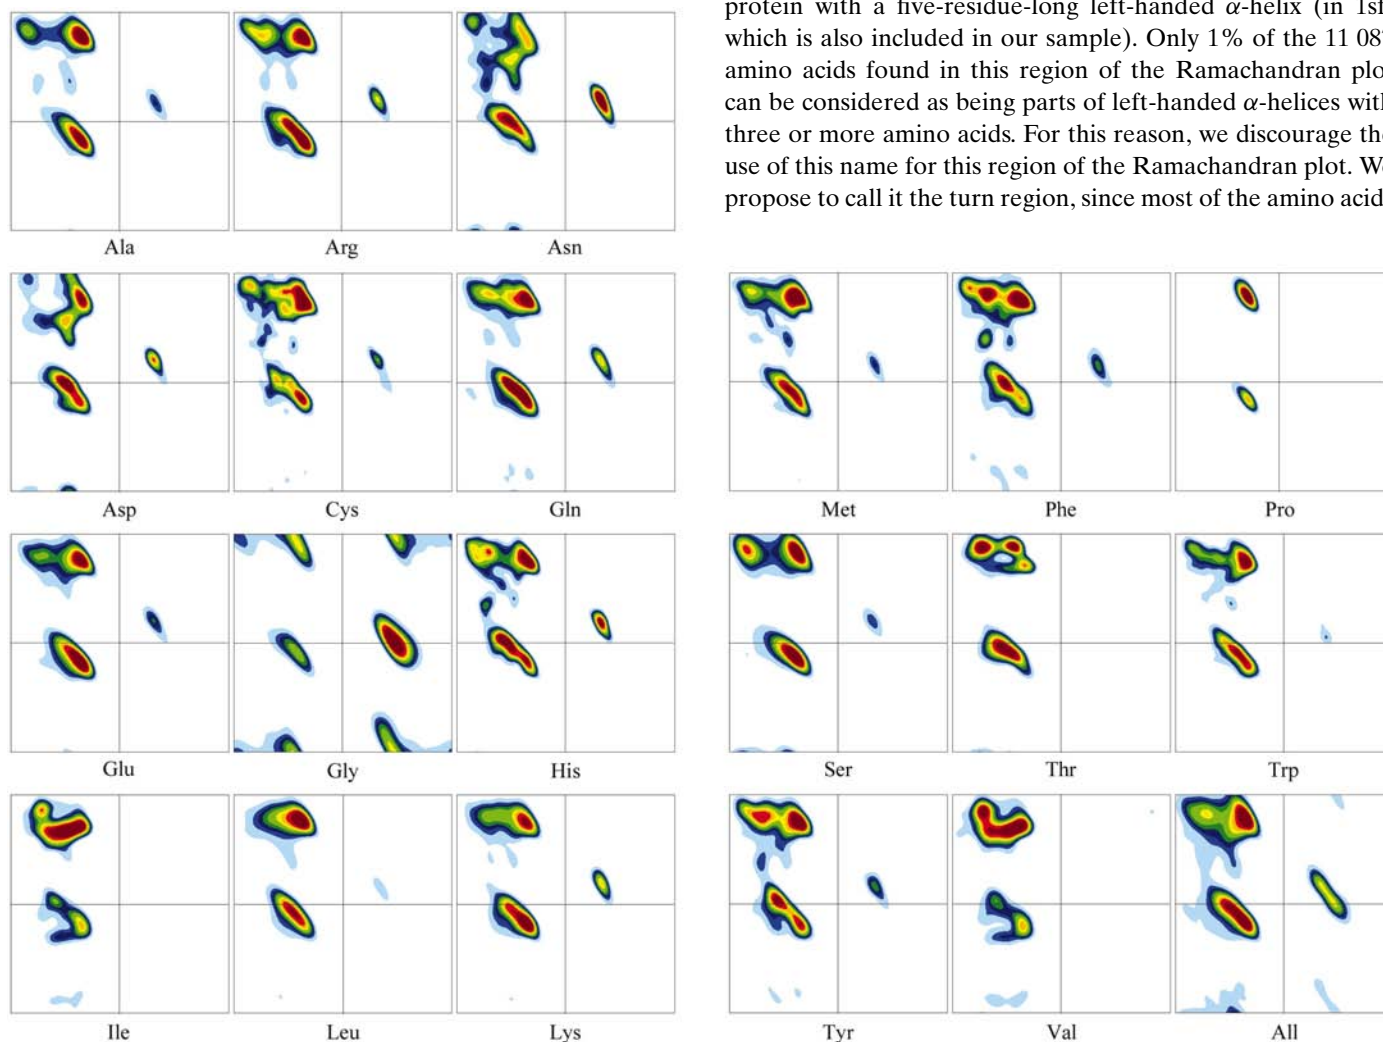 Ala Arg Asn
Asp Cys Gln
Glu Gly His
Ile Leu Lys
protein with a five-residue-long left-handed α-helix (in
which is also included in our sample). Only 1% of the 11
amino acids found in this region of the Ramachandran plot
can be considered as being parts of left-handed α-helices with
three or more amino acids. For this reason, we discourage the
use of this name for this region of the Ramachandran plot. We
propose to call it the turn region, since most of the amino acid
Met Phe Pro
Ser Thr Trp
Tyr Val All